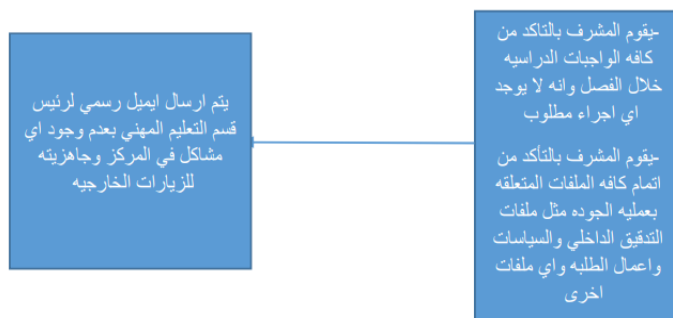 -يقوم المشرف بالتاكد من
كافه الواجبات الدراسيه
خلال الفصل وانه لا يوجد
اي اجراء مطلوب
-يقوم المشرف بالتأكد من
اتمام كافه الملفات المتعلقه
بعمليه الجوده مثل ملفات
التدقيق الداخلي والسياسات
واعمال الطلبه واي ملفات
اخرى
يتم ارسال ايميل رسمي لرئيس
قسم التعليم المهني بعدم وجود اي
مشاكل في المركز وجاهزيته
للزيارات الخارجيه